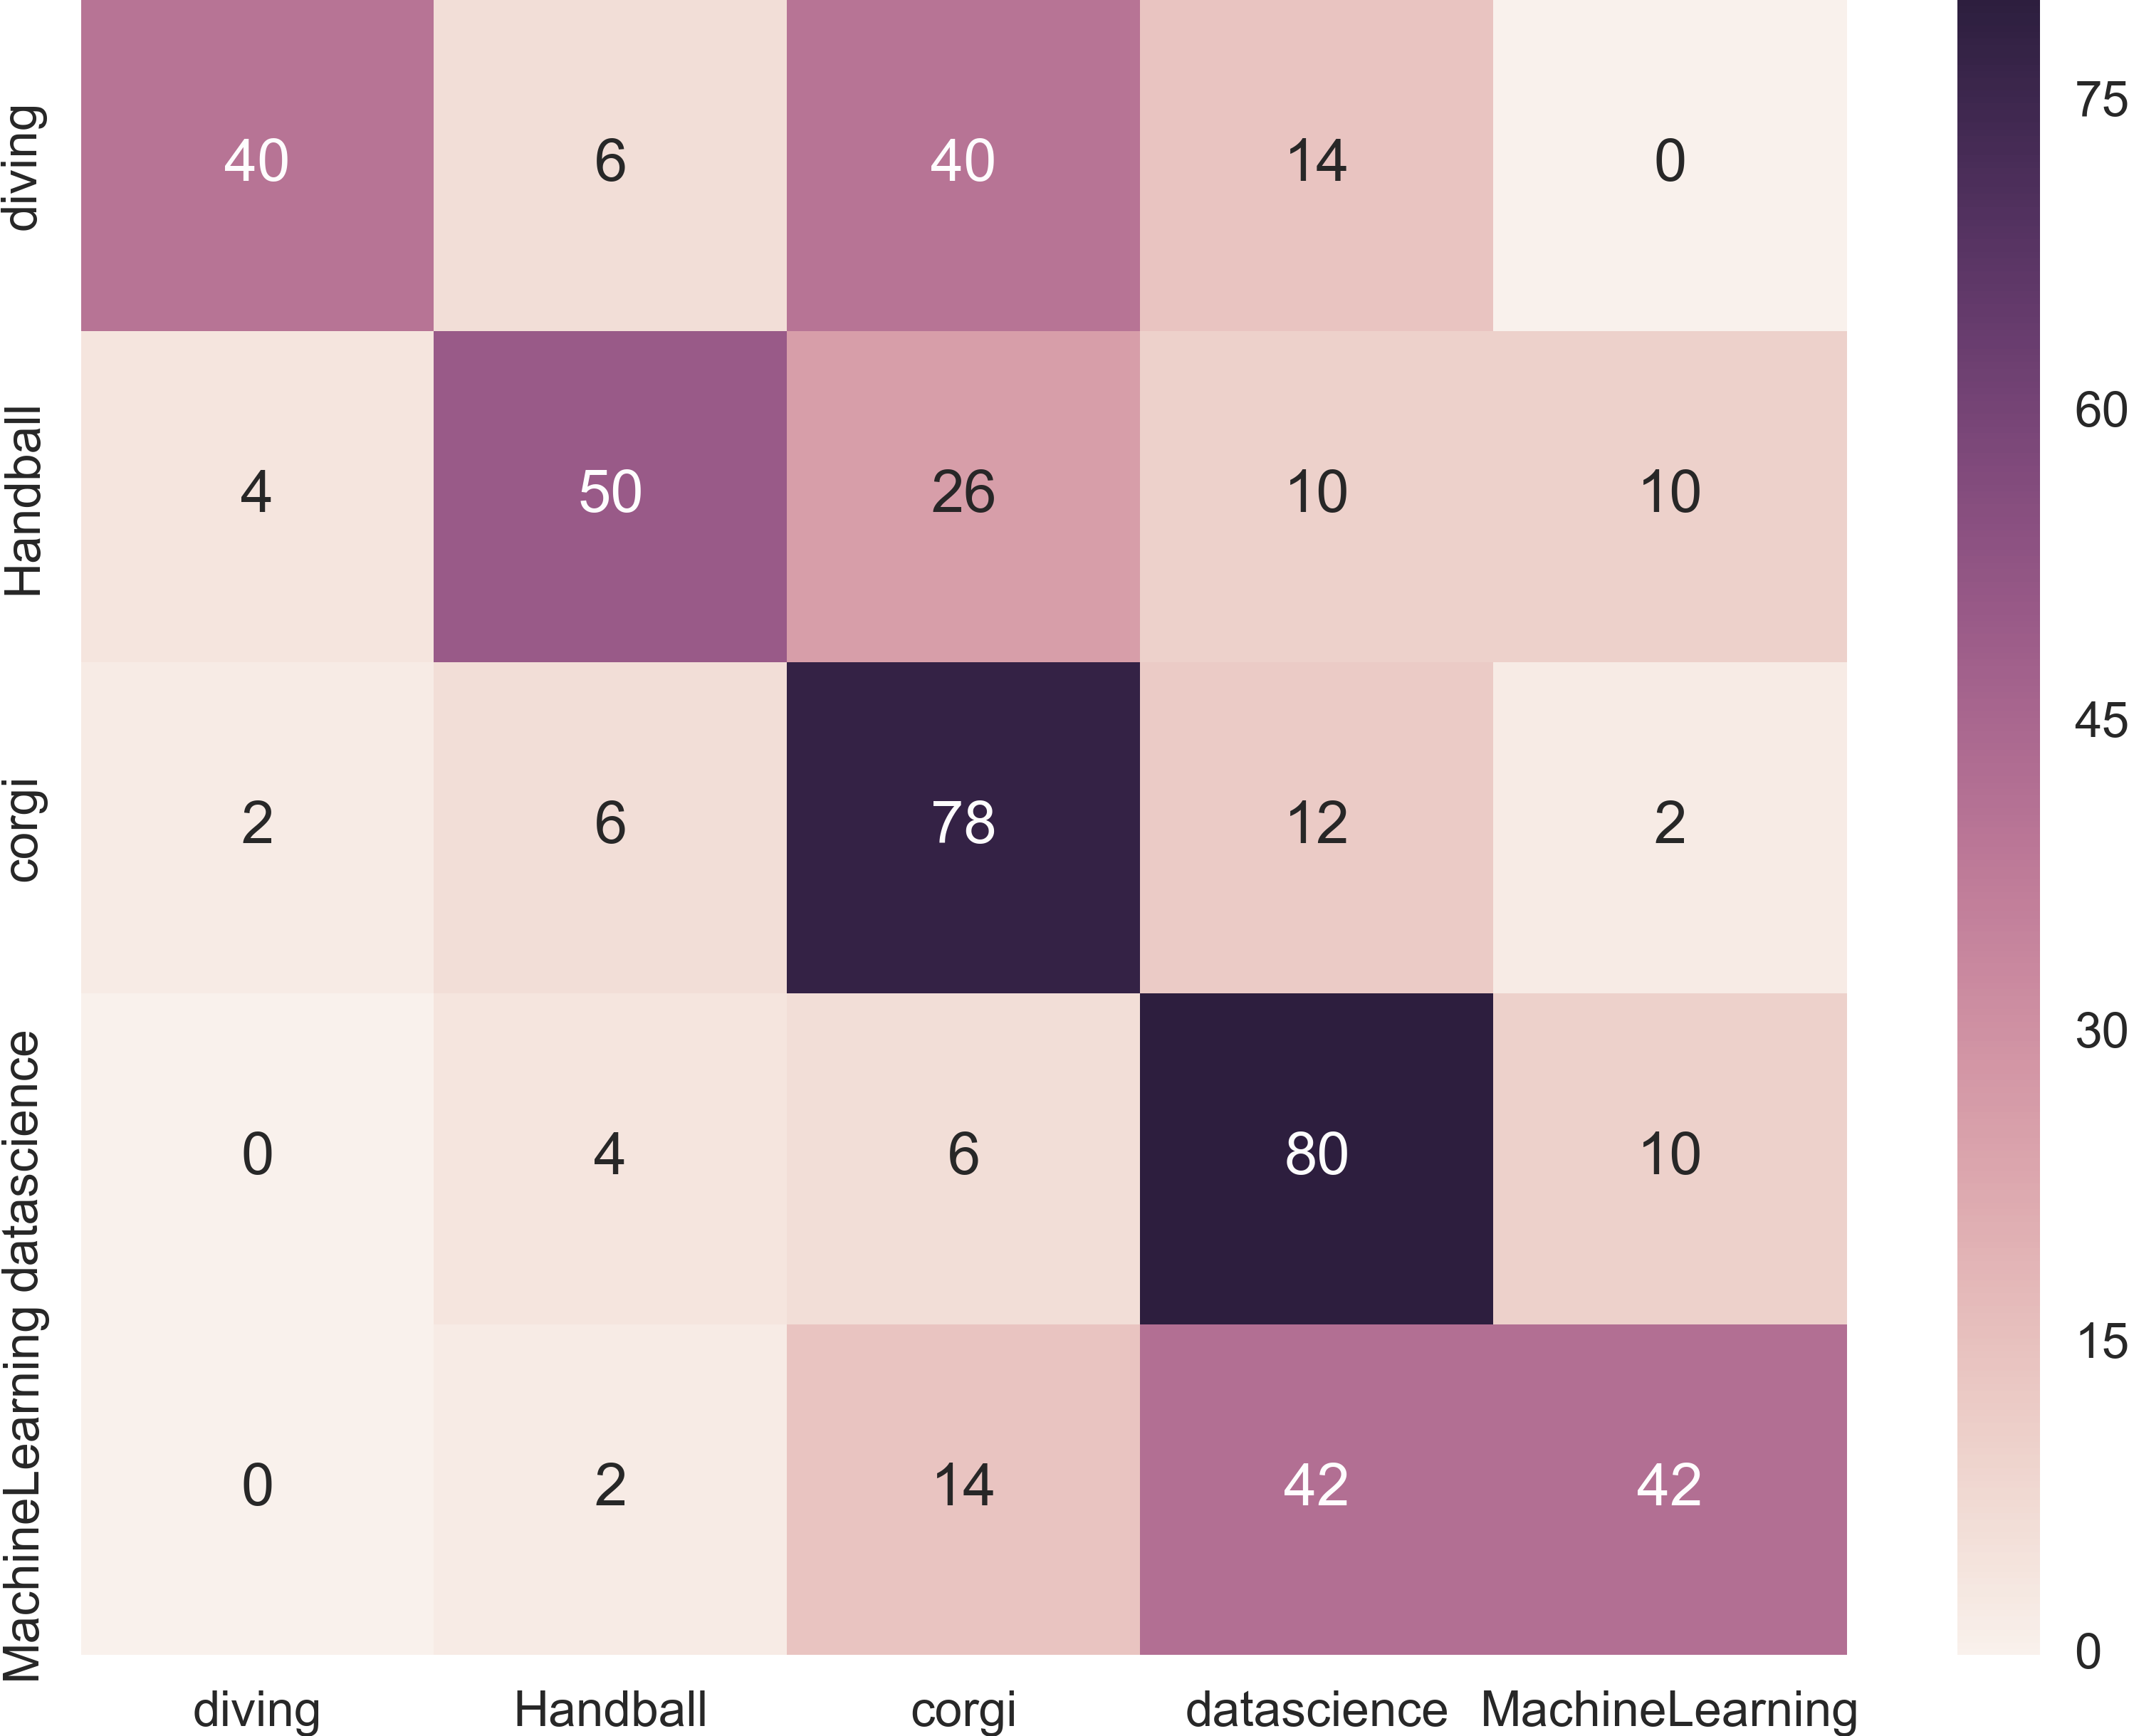 diving 40 6 40 14 0
Handball 4 50 26 10 10
corgi 2 6 78 12 2
datascience 0 4 6 80 10
MachineLearning 0 2 14 42 42
diving Handball corgi datascience MachineLearning
75
60
45
30
15
0